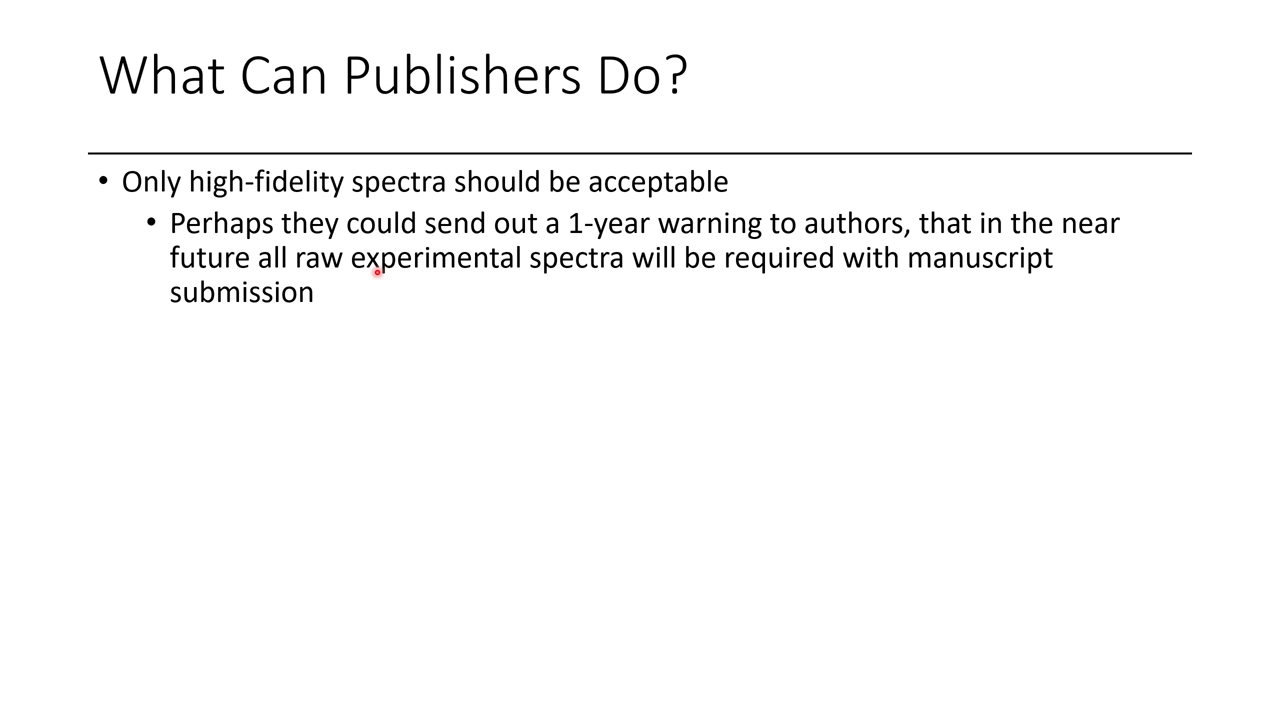 What Can Publishers Do?
• Only high-fidelity spectra should be acceptable
• Perhaps they could send out a 1-year warning to authors, that in the near
future all raw experimental spectra will be required with manuscript
submission